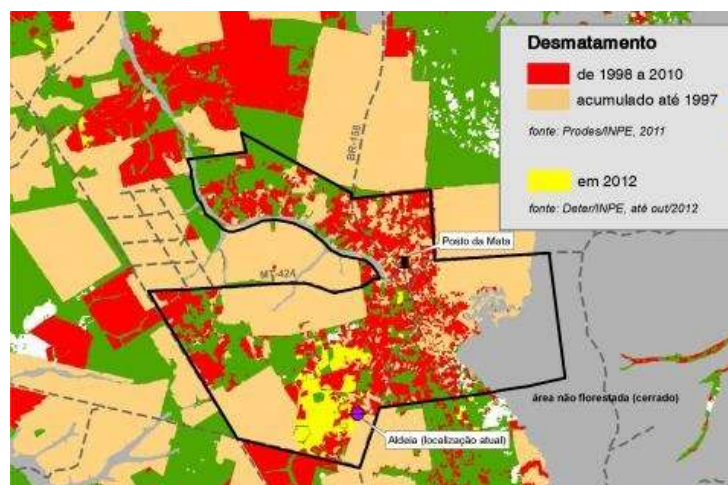 Desmatamento
de 1998 a 2010
acumulado até 1997
fonte: Prodes/INPE, 2011
em 2012
fonte: Deter/INPE, até out/2012
BR-158
Posto da Mata
MT-424
área não florestada (cerrado)
Aldeia (localização atual)